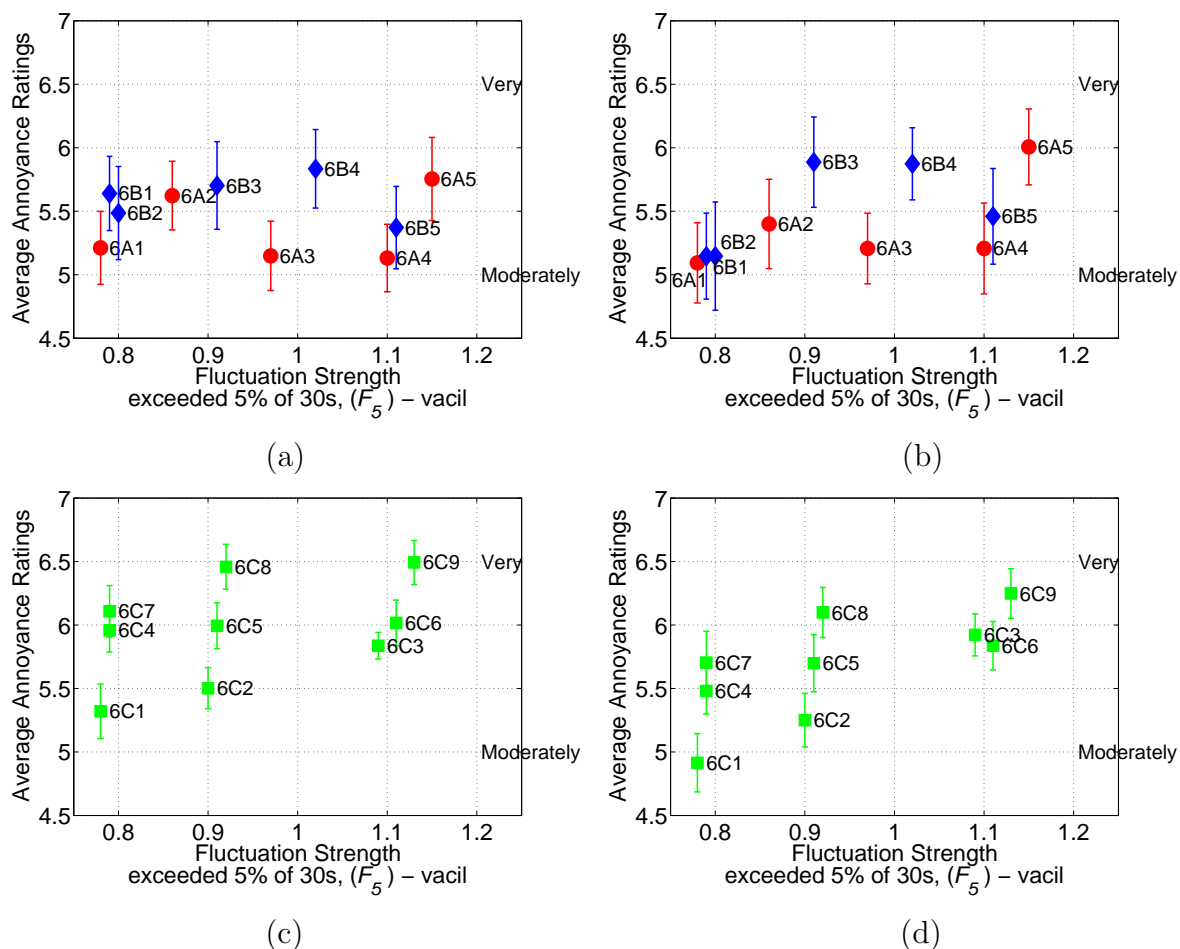 7
6.5
6
5.5
5
4.5
Average Annoyance Ratings
Very
Moderately
6B1
6B2
6A1
6A2
6B3
6A3
6B4
6A4
6B5
6A5
0.8 0.9 1 1.1 1.2
Fluctuation Strength
exceeded 5% of 30s, (F5) − vacil
(a)
7
6.5
6
5.5
5
4.5
Average Annoyance Ratings
Very
Moderately
6B2
6B1
6A1
6A2
6B3
6A3
6B4
6A4
6B5
6A5
0.8 0.9 1 1.1 1.2
Fluctuation Strength
exceeded 5% of 30s, (F5) − vacil
(b)
7
6.5
6
5.5
5
4.5
Average Annoyance Ratings
Very
Moderately
6C7
6C4
6C1
6C8
6C5
6C2
6C9
6C6
6C3
0.8 0.9 1 1.1 1.2
Fluctuation Strength
exceeded 5% of 30s, (F5) − vacil
(c)
7
6.5
6
5.5
5
4.5
Average Annoyance Ratings
Very
Moderately
6C7
6C4
6C1
6C8
6C5
6C2
6C9
6C3
6C6
0.8 0.9 1 1.1 1.2
Fluctuation Strength
exceeded 5% of 30s, (F5) − vacil
(d)